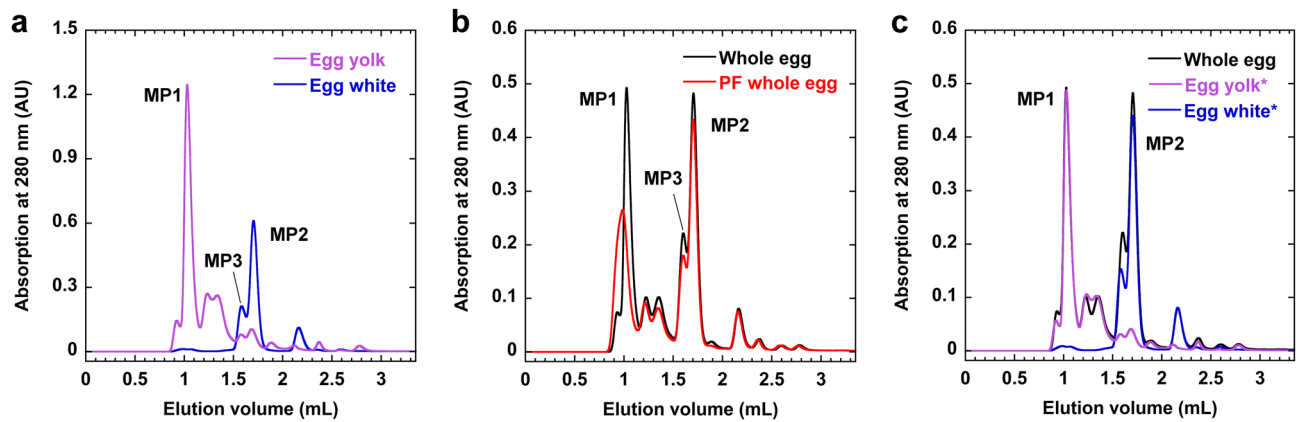 a
Absorption at 280 nm (AU)
1.5
1.2
0.9
0.6
0.3
0
Egg yolk
Egg white
MP1
MP2
MP3
0 0.5 1 1.5 2 2.5 3
Elution volume (mL)
b
Absorption at 280 nm (AU)
0.6
0.5
0.4
0.3
0.2
0.1
0
Whole egg
PF whole egg
MP1
MP2
MP3
0 0.5 1 1.5 2 2.5 3
Elution volume (mL)
c
Absorption at 280 nm (AU)
0.6
0.5
0.4
0.3
0.2
0.1
0
Whole egg
Egg yolk*
Egg white*
MP1
MP2
0 0.5 1 1.5 2 2.5 3
Elution volume (mL)